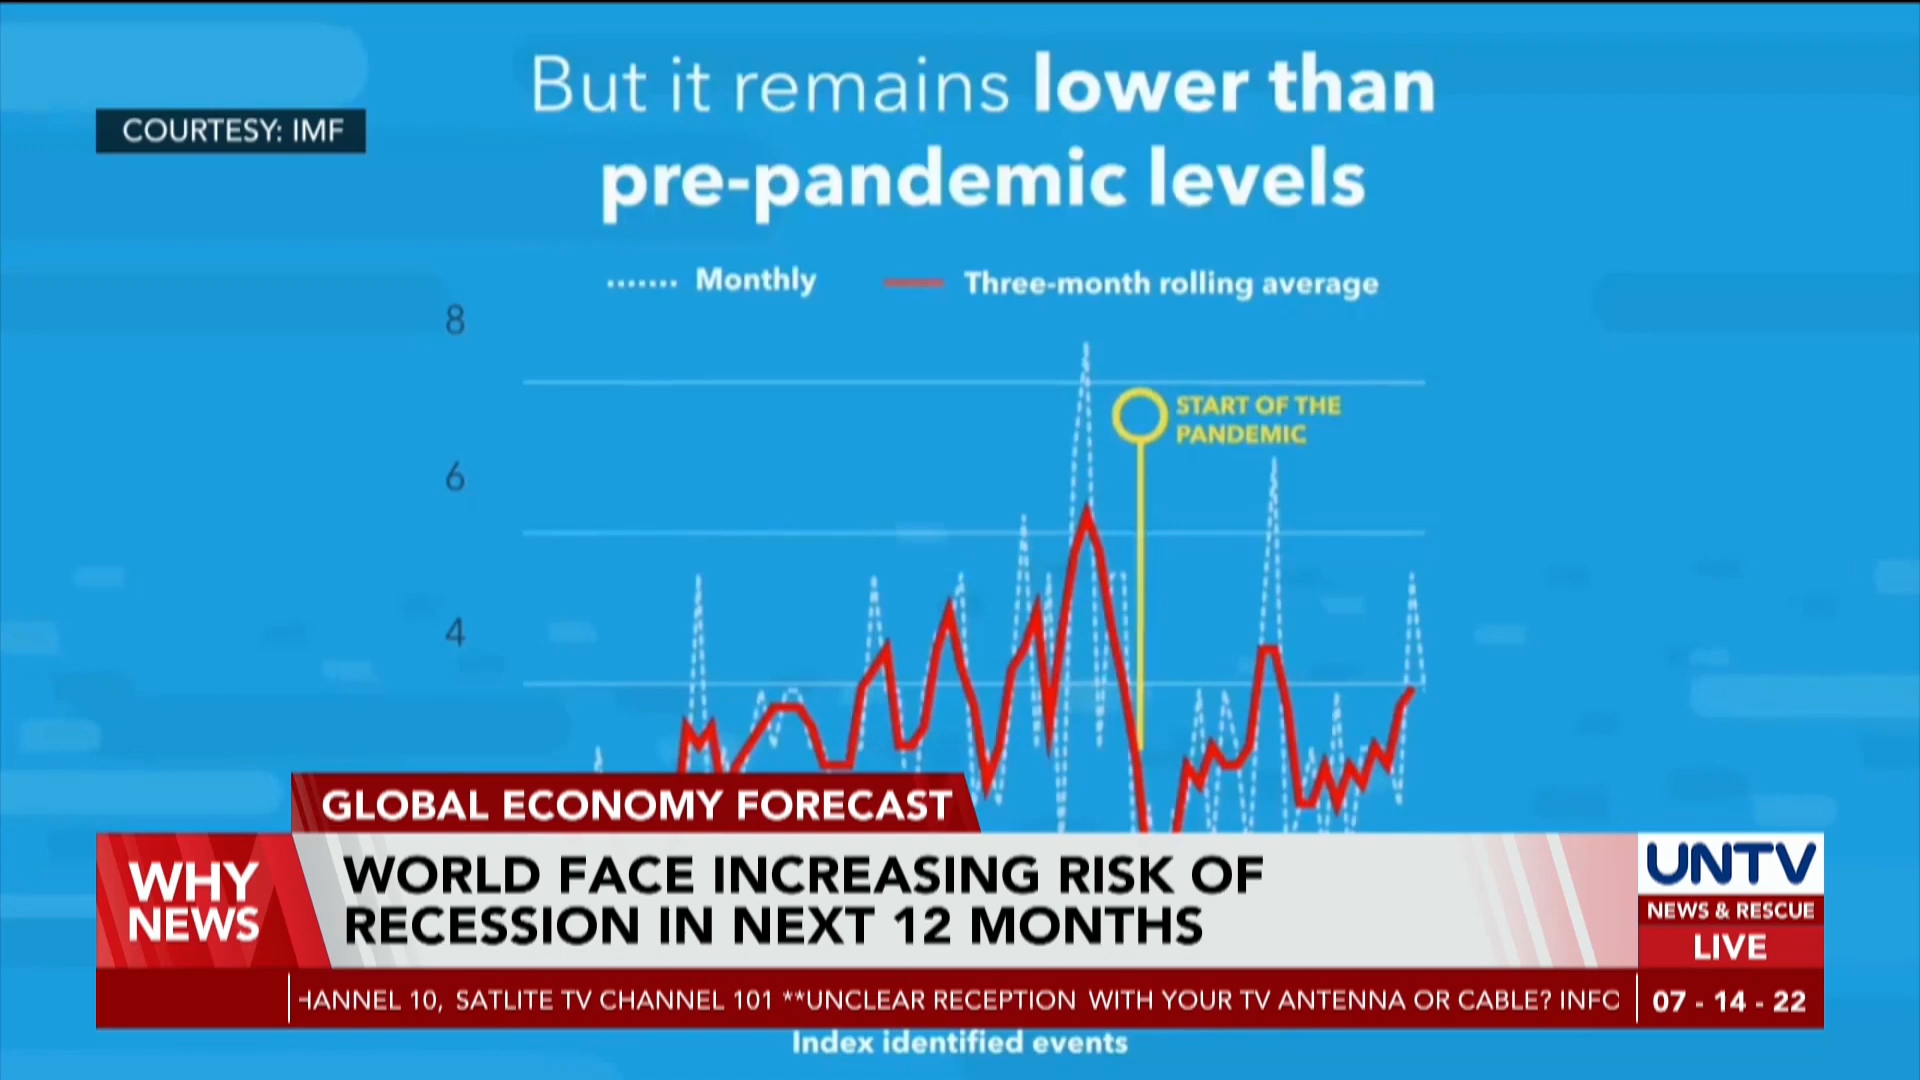 But it remains lower than
pre-pandemic levels
COURTESY: IMF
Monthly
Three-month rolling average
8
6
4
START OF THE
PANDEMIC
GLOBAL ECONOMY FORECAST
WHY
NEWS
WORLD FACE INCREASING RISK OF
RECESSION IN NEXT 12 MONTHS
UNTV
NEWS & RESCUE
LIVE
HANNEL 10, SATLITE TV CHANNEL 101 **UNCLEAR RECEPTION WITH YOUR TV ANTENNA OR CABLE? INFO
07 - 14 - 22
Index identified events